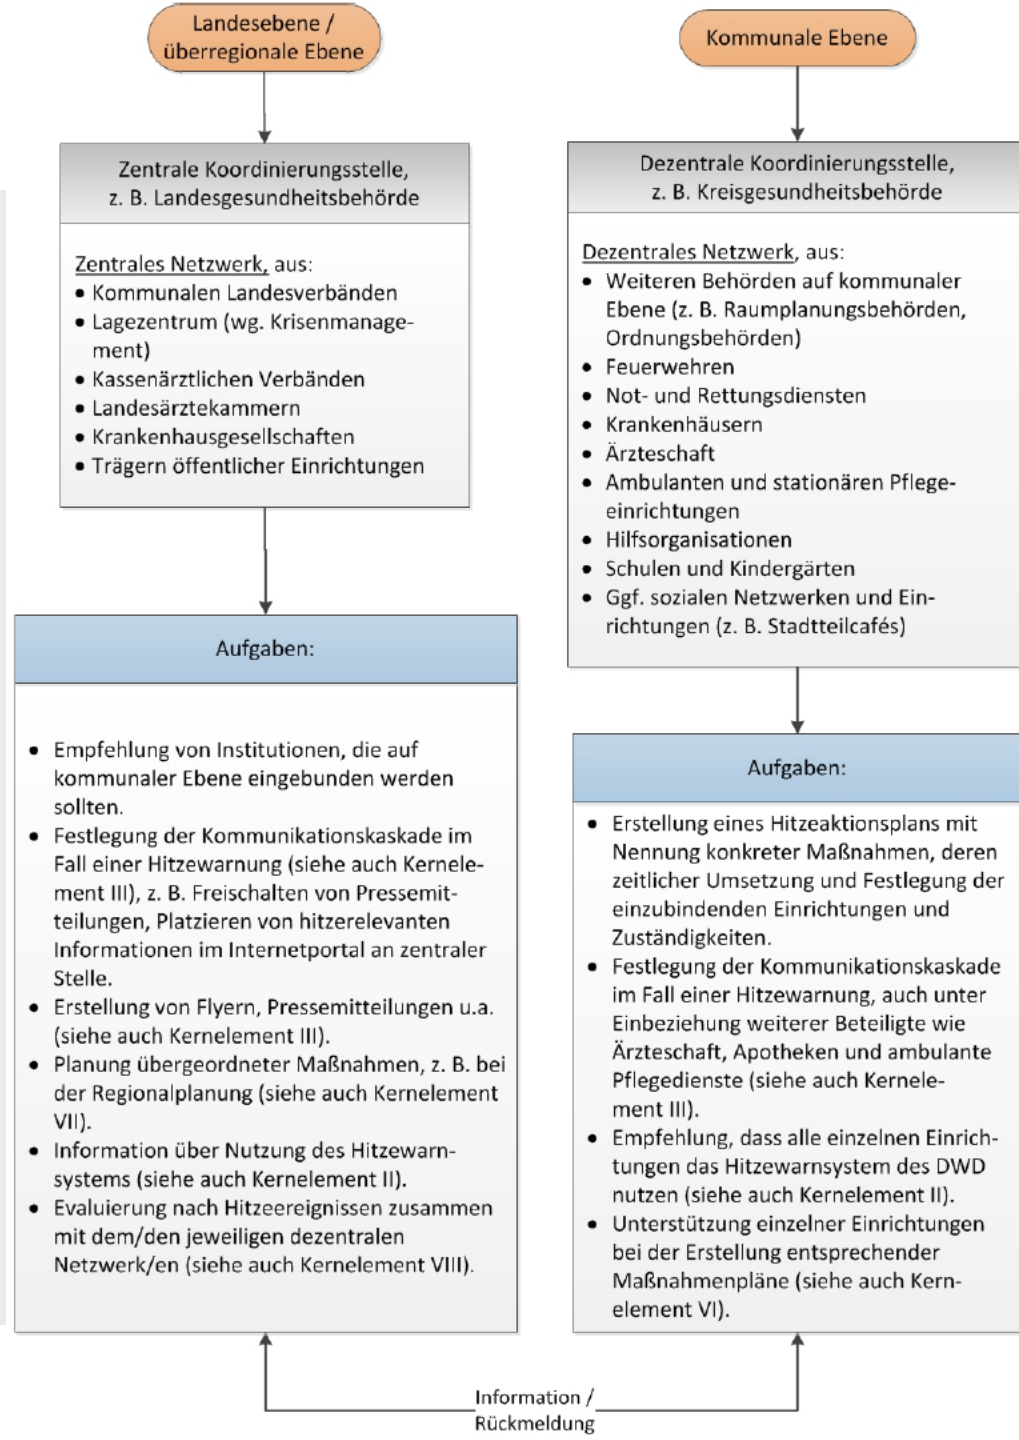 Landesebene /
überregionale Ebene
Zentrale Koordinierungsstelle,
z. B. Landesgesundheitsbehörde
Zentrales Netzwerk, aus:
• Kommunalen Landesverbänden
• Lagezentrum (wg. Krisenmanage-
ment)
• Kassenärztlichen Verbänden
• Landesärztekammern
• Krankenhausgesellschaften
• Trägern öffentlicher Einrichtungen
Aufgaben:
• Empfehlung von Institutionen, die auf
kommunaler Ebene eingebunden werden
sollten.
• Festlegung der Kommunikationskaskade im
Fall einer Hitzewarnung (siehe auch Kernele-
ment III), z. B. Freischalten von Pressemit-
teilungen, Platzieren von hitzerelevanten
Informationen im Internetportal an zentraler
Stelle.
• Erstellung von Flyern, Pressemitteilungen u.a.
(siehe auch Kernelement III).
• Planung übergeordneter Maßnahmen, z. B. bei
der Regionalplanung (siehe auch Kernelement
VII).
• Information über Nutzung des Hitzewarn-
systems (siehe auch Kernelement II).
• Evaluierung nach Hitzeereignissen zusammen
mit dem/den jeweiligen dezentralen
Netzwerk/en (siehe auch Kernelement VIII).
Kommunale Ebene
Dezentrale Koordinierungsstelle,
z. B. Kreisgesundheitsbehörde
Dezentrales Netzwerk, aus:
• Weiteren Behörden auf kommunaler
Ebene (z. B. Raumplanungsbehörden,
Ordnungsbehörden)
• Feuerwehren
• Not- und Rettungsdiensten
• Krankenhäusern
• Ärzteschaft
• Ambulanten und stationären Pflege-
einrichtungen
• Hilfsorganisationen
• Schulen und Kindergärten
• Ggf. sozialen Netzwerken und Ein-
richtungen (z. B. Stadtteilcafés)
Aufgaben:
• Erstellung eines Hitzeaktionsplans mit
Nennung konkreter Maßnahmen, deren
zeitlicher Umsetzung und Festlegung der
einzubindenden Einrichtungen und
Zuständigkeiten.
• Festlegung der Kommunikationskaskade
im Fall einer Hitzewarnung, auch unter
Einbeziehung weiterer Beteiligte wie
Ärzteschaft, Apotheken und ambulante
Pflegedienste (siehe auch Kernele-
ment III).
• Empfehlung, dass alle einzelnen Einrich-
tungen das Hitzewarnsystem des DWD
nutzen (siehe auch Kernelement II).
• Unterstützung einzelner Einrichtungen
bei der Erstellung entsprechender
Maßnahmenpläne (siehe auch Kern-
element VI).
Information /
Rückmeldung